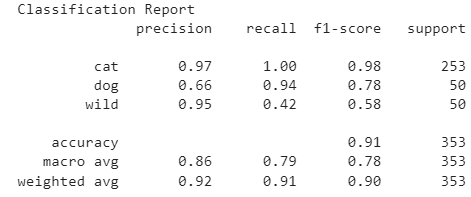 Classification Report
precision recall f1-score support
cat 0.97 1.00 0.98 253
dog 0.66 0.94 0.78 50
wild 0.95 0.42 0.58 50
accuracy 0.91 353
macro avg 0.86 0.79 0.78 353
weighted avg 0.92 0.91 0.90 353